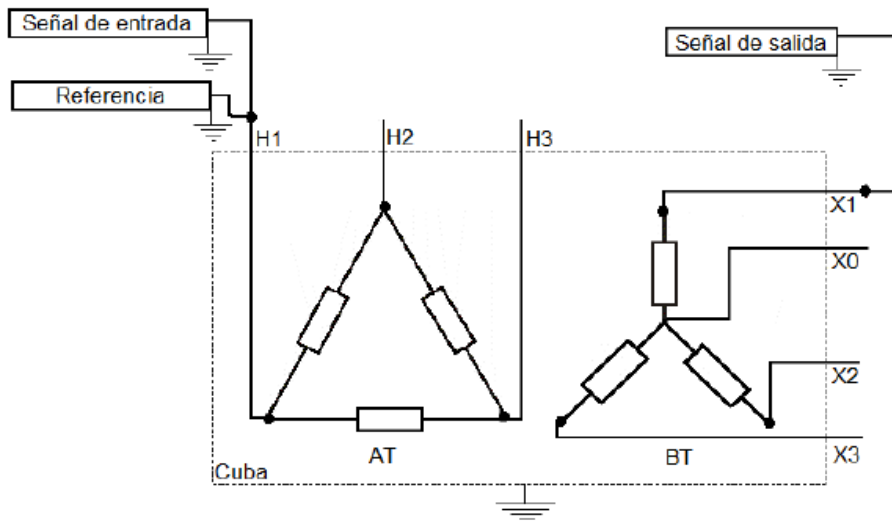 Señal de entrada
Señal de salida
Referencia
H1
H2
H3
X1
X0
X2
X3
AT
BT
Cuba